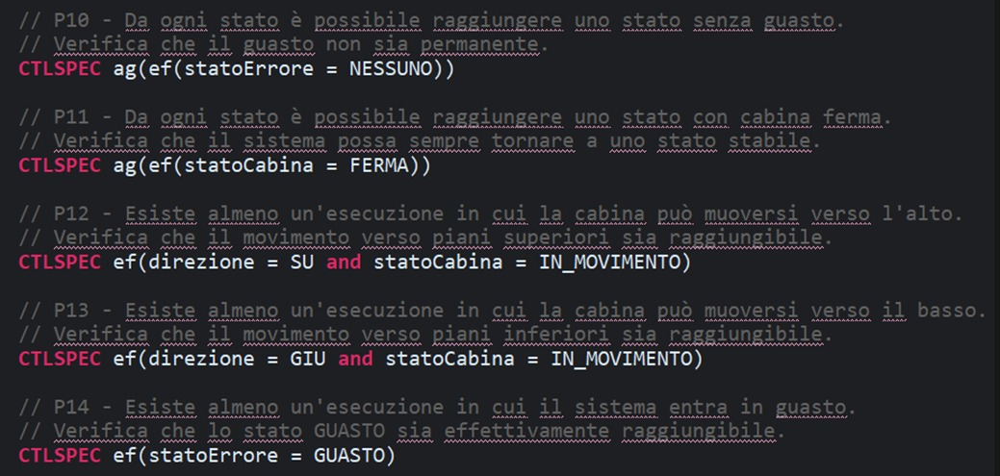 // P10 - Da ogni stato è possibile raggiungere uno stato senza guasto.
// Verifica che il guasto non sia permanente.
CTLSPEC ag(ef(statoErrore = NESSUNO))
// P11 - Da ogni stato è possibile raggiungere uno stato con cabina ferma.
// Verifica che il sistema possa sempre tornare a uno stato stabile.
CTLSPEC ag(ef(statoCabina = FERMA))
// P12 - Esiste almeno un'esecuzione in cui la cabina può muoversi verso l'alto.
// Verifica che il movimento verso piani superiori sia raggiungibile.
CTLSPEC ef(direzione = SU and statoCabina = IN_MOVIMENTO)
// P13 - Esiste almeno un'esecuzione in cui la cabina può muoversi verso il basso.
// Verifica che il movimento verso piani inferiori sia raggiungibile.
CTLSPEC ef(direzione = GIU and statoCabina = IN_MOVIMENTO)
// P14 - Esiste almeno un'esecuzione in cui il sistema entra in guasto.
// Verifica che lo stato GUASTO sia effettivamente raggiungibile.
CTLSPEC ef(statoErrore = GUASTO)